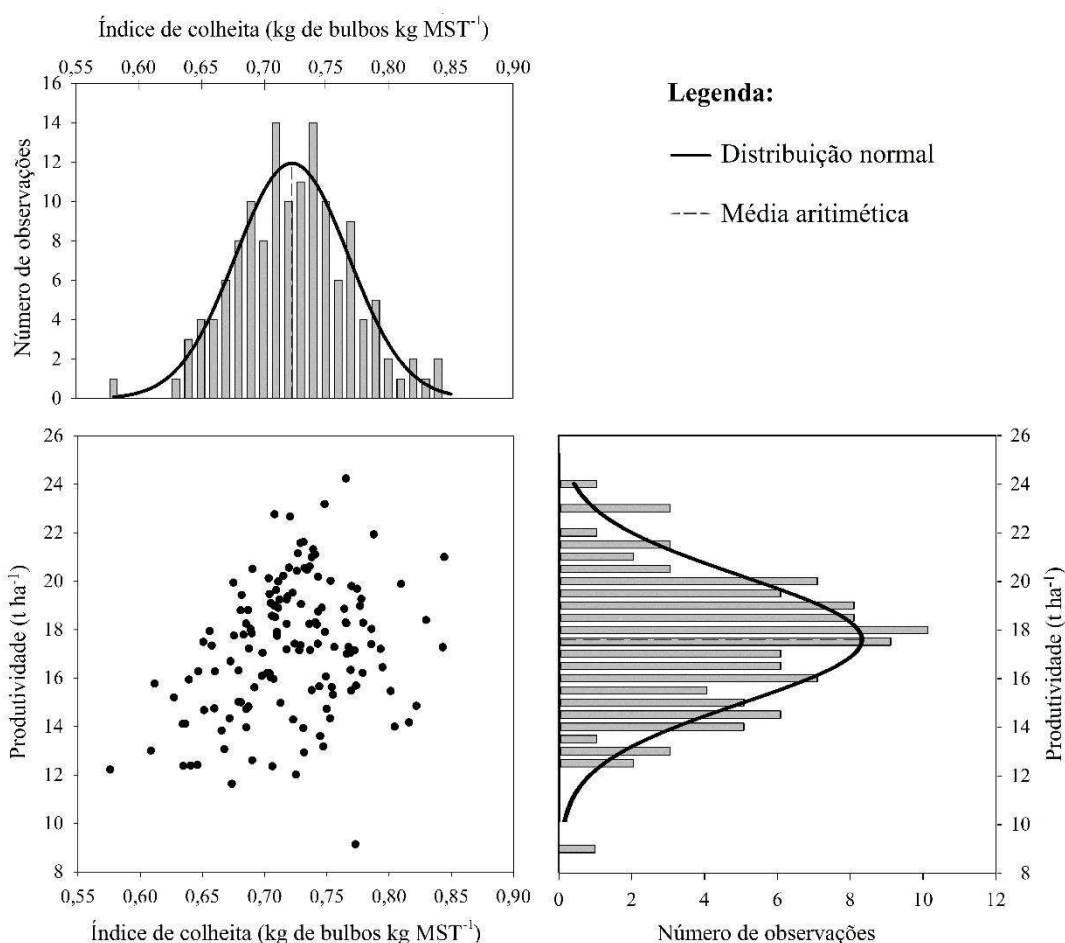 Índice de colheita (kg de bulbos kg MST⁻¹)
0,55 0,60 0,65 0,70 0,75 0,80 0,85 0,90
Número de observações
16
14
12
10
8
6
4
2
0
Legenda:
Distribuição normal
Média aritimética
Produtividade (t ha⁻¹)
26
24
22
20
18
16
14
12
10
8
0,55 0,60 0,65 0,70 0,75 0,80 0,85 0,90
Índice de colheita (kg de bulbos kg MST⁻¹)
26
24
22
20
18
16
14
12
10
8
Produtividade (t ha⁻¹)
0 2 4 6 8 10 12
Número de observações